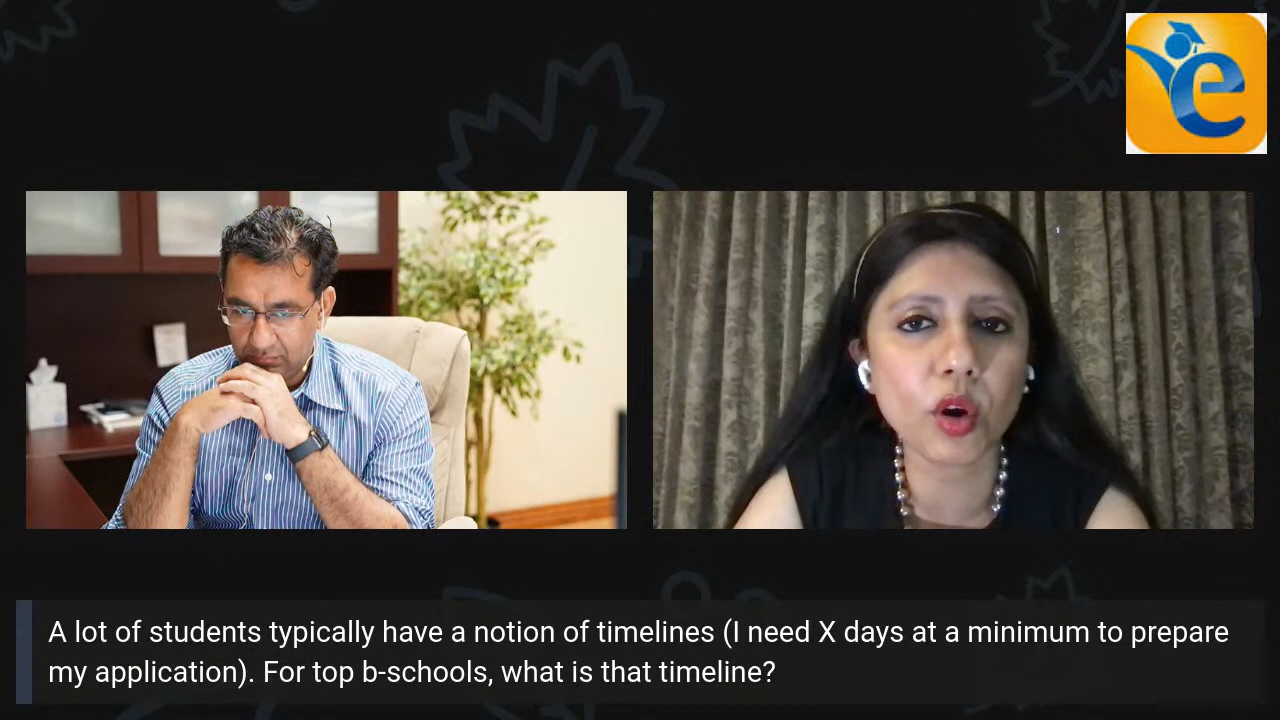 e
A lot of students typically have a notion of timelines (I need X days at a minimum to prepare
my application). For top b-schools, what is that timeline?